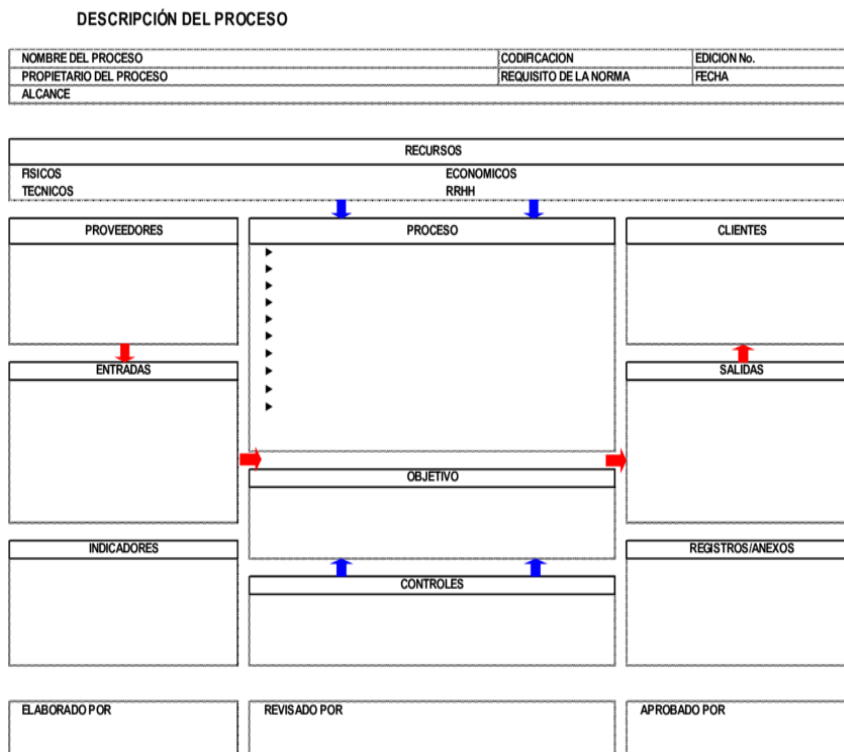 DESCRIPCIÓN DEL PROCESO
NOMBRE DEL PROCESO CODIFICACION EDICION No.
PROPIETARIO DEL PROCESO REQUISITO DE LA NORMA FECHA
ALCANCE
RECURSOS
FISICOS ECONOMICOS
TECNICOS RRHH
PROVEEDORES PROCESO CLIENTES
ENTRADAS SALIDAS
OBJETIVO
INDICADORES REGISTROS/ANEXOS
CONTROLES
ELABORADO POR REVISADO POR APROBADO POR